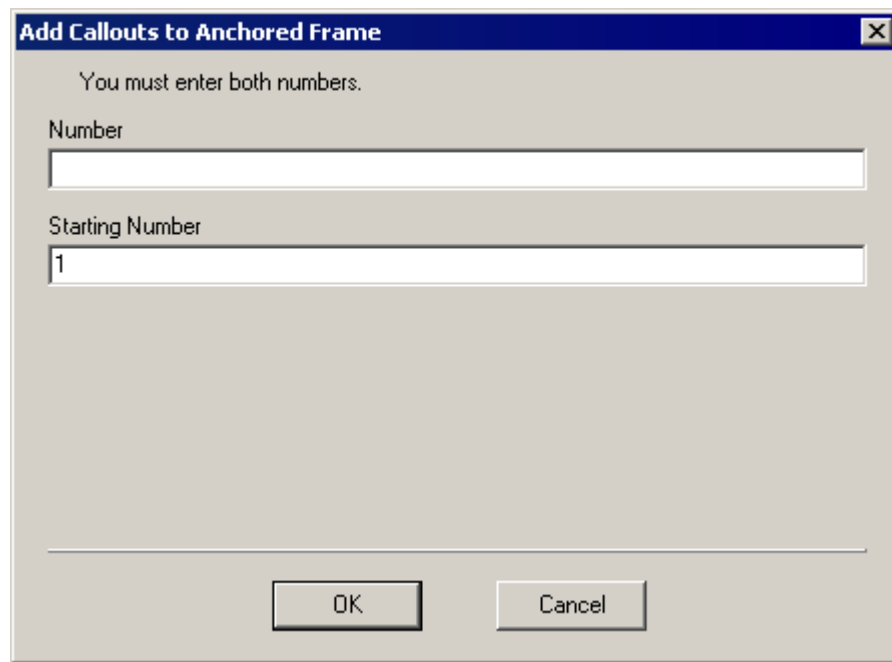 Add Callouts to Anchored Frame
You must enter both numbers.
Number
Starting Number
1
OK
Cancel